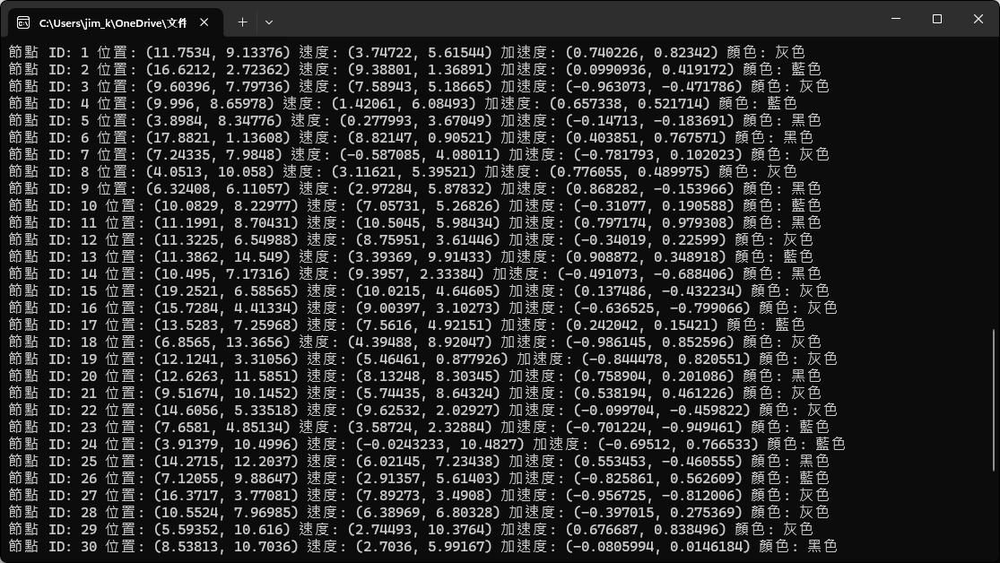 C:\Users\jim_k\OneDrive\文件
節點 ID: 1 位置: (11.7534, 9.13376) 速度: (3.74722, 5.61544) 加速度: (0.740226, 0.82342) 顏色: 灰色
節點 ID: 2 位置: (16.6212, 2.72362) 速度: (9.38801, 1.36891) 加速度: (0.0990936, 0.419172) 顏色: 藍色
節點 ID: 3 位置: (9.60396, 7.79736) 速度: (7.58943, 5.18665) 加速度: (-0.963073, -0.471786) 顏色: 灰色
節點 ID: 4 位置: (9.996, 8.65978) 速度: (1.42061, 6.08493) 加速度: (0.657338, 0.521714) 顏色: 藍色
節點 ID: 5 位置: (3.8984, 8.34776) 速度: (0.277993, 3.67049) 加速度: (-0.14713, -0.183691) 顏色: 黑色
節點 ID: 6 位置: (17.8821, 1.13608) 速度: (8.82147, 0.90521) 加速度: (0.403851, 0.767571) 顏色: 黑色
節點 ID: 7 位置: (7.24335, 7.9848) 速度: (-0.587085, 4.08011) 加速度: (-0.781793, 0.102023) 顏色: 灰色
節點 ID: 8 位置: (4.0513, 10.058) 速度: (3.11621, 5.39521) 加速度: (0.776055, 0.489975) 顏色: 灰色
節點 ID: 9 位置: (6.32408, 6.11057) 速度: (2.97284, 5.87832) 加速度: (0.868282, -0.153966) 顏色: 黑色
節點 ID: 10 位置: (10.0829, 8.22977) 速度: (7.05731, 5.26826) 加速度: (-0.31077, 0.190588) 顏色: 藍色
節點 ID: 11 位置: (11.1991, 8.70431) 速度: (10.5045, 5.98434) 加速度: (0.797174, 0.979308) 顏色: 黑色
節點 ID: 12 位置: (11.3225, 6.54988) 速度: (8.75951, 3.61446) 加速度: (-0.34019, 0.22599) 顏色: 灰色
節點 ID: 13 位置: (11.3862, 14.549) 速度: (3.39369, 9.91433) 加速度: (0.908872, 0.348918) 顏色: 藍色
節點 ID: 14 位置: (10.495, 7.17316) 速度: (9.3957, 2.33384) 加速度: (-0.491073, -0.688406) 顏色: 黑色
節點 ID: 15 位置: (19.2521, 6.58565) 速度: (10.0215, 4.64605) 加速度: (0.137486, -0.432234) 顏色: 灰色
節點 ID: 16 位置: (15.7284, 4.41334) 速度: (9.00397, 3.10273) 加速度: (-0.636525, -0.799066) 顏色: 灰色
節點 ID: 17 位置: (13.5283, 7.25968) 速度: (7.5616, 4.92151) 加速度: (0.242042, 0.15421) 顏色: 藍色
節點 ID: 18 位置: (6.8565, 13.3656) 速度: (4.39488, 8.92047) 加速度: (-0.986145, 0.852596) 顏色: 灰色
節點 ID: 19 位置: (12.1241, 3.31056) 速度: (5.46461, 0.877926) 加速度: (-0.844478, 0.820551) 顏色: 灰色
節點 ID: 20 位置: (12.6263, 11.5851) 速度: (8.13248, 8.30345) 加速度: (0.758904, 0.201086) 顏色: 黑色
節點 ID: 21 位置: (9.51674, 10.1452) 速度: (5.74435, 8.64324) 加速度: (0.538194, 0.461226) 顏色: 灰色
節點 ID: 22 位置: (14.6056, 5.33518) 速度: (9.62532, 2.02927) 加速度: (-0.099704, -0.459822) 顏色: 灰色
節點 ID: 23 位置: (7.6581, 4.85134) 速度: (3.58724, 2.32884) 加速度: (-0.701224, -0.949461) 顏色: 藍色
節點 ID: 24 位置: (3.91379, 10.4996) 速度: (-0.0243233, 10.4827) 加速度: (-0.69512, 0.766533) 顏色: 藍色
節點 ID: 25 位置: (14.2715, 12.2037) 速度: (6.02145, 7.23438) 加速度: (0.553453, -0.460555) 顏色: 黑色
節點 ID: 26 位置: (7.12055, 9.88647) 速度: (2.91357, 5.61403) 加速度: (-0.825861, 0.562609) 顏色: 藍色
節點 ID: 27 位置: (16.3717, 3.77081) 速度: (7.89273, 3.4908) 加速度: (-0.956725, -0.812006) 顏色: 灰色
節點 ID: 28 位置: (10.5524, 7.96985) 速度: (6.38969, 6.80328) 加速度: (-0.397015, 0.275369) 顏色: 灰色
節點 ID: 29 位置: (5.59352, 10.616) 速度: (2.74493, 10.3764) 加速度: (0.676687, 0.838496) 顏色: 灰色
節點 ID: 30 位置: (8.53813, 10.7036) 速度: (2.7036, 5.99167) 加速度: (-0.0805994, 0.0146184) 顏色: 黑色